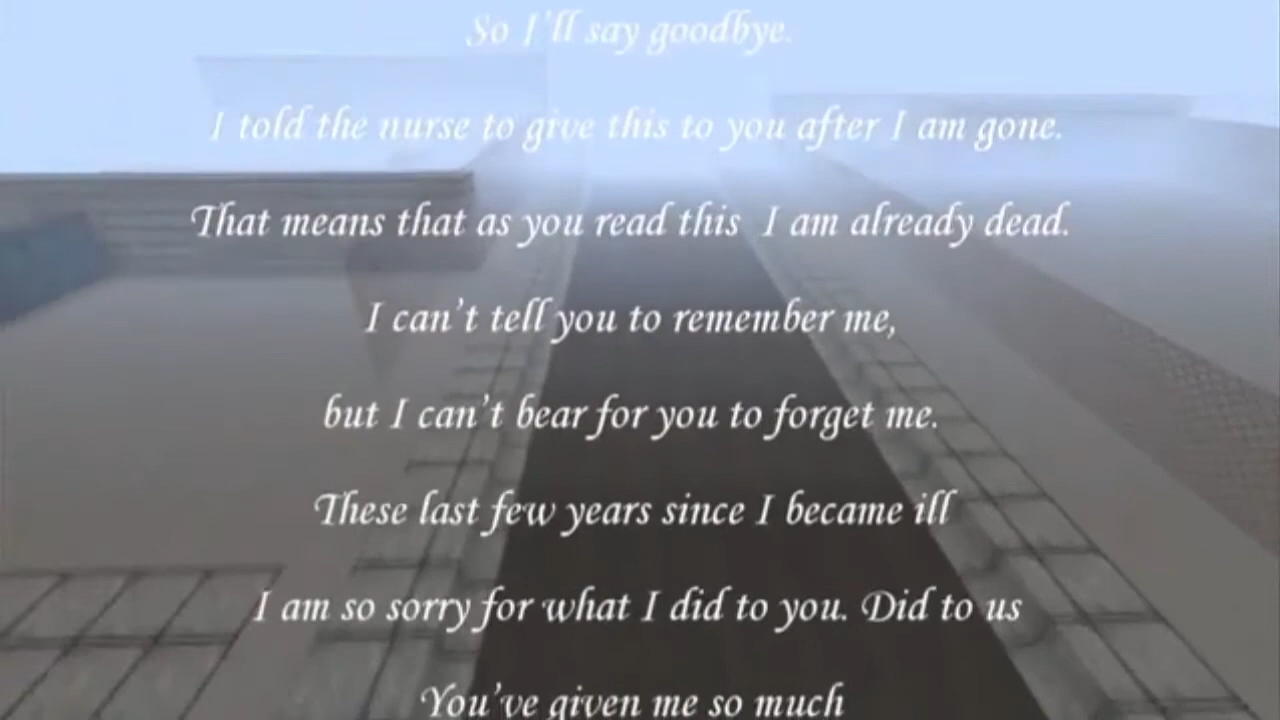 So I'll say goodbye.
I told the nurse to give this to you after I am gone.
That means that as you read this I am already dead.
I can't tell you to remember me,
but I can't bear for you to forget me.
These last few years since I became ill
I am so sorry for what I did to you. Did to us
You've given me so much